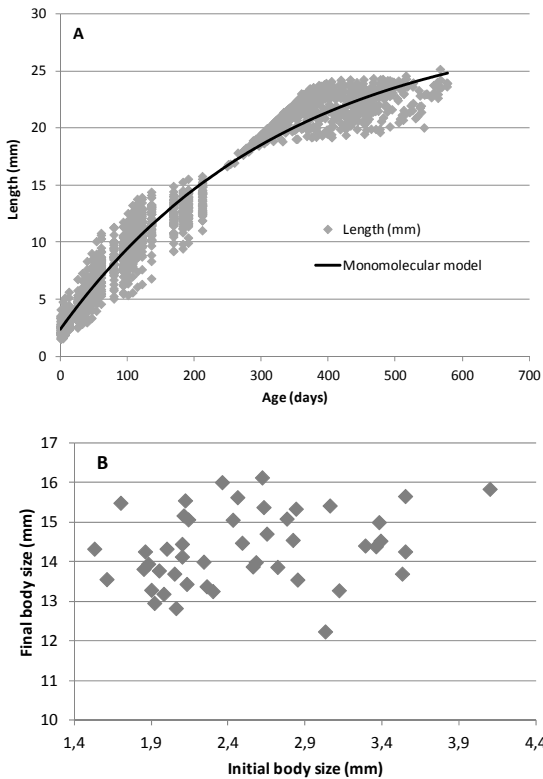 A
30
25
20
15
10
5
0
Length (mm)
Length (mm)
Monomolecular model
0 100 200 300 400 500 600 700
Age (days)
B
17
16
15
14
13
12
11
10
Final body size (mm)
1,4 1,9 2,4 2,9 3,4 3,9 4,4
Initial body size (mm)